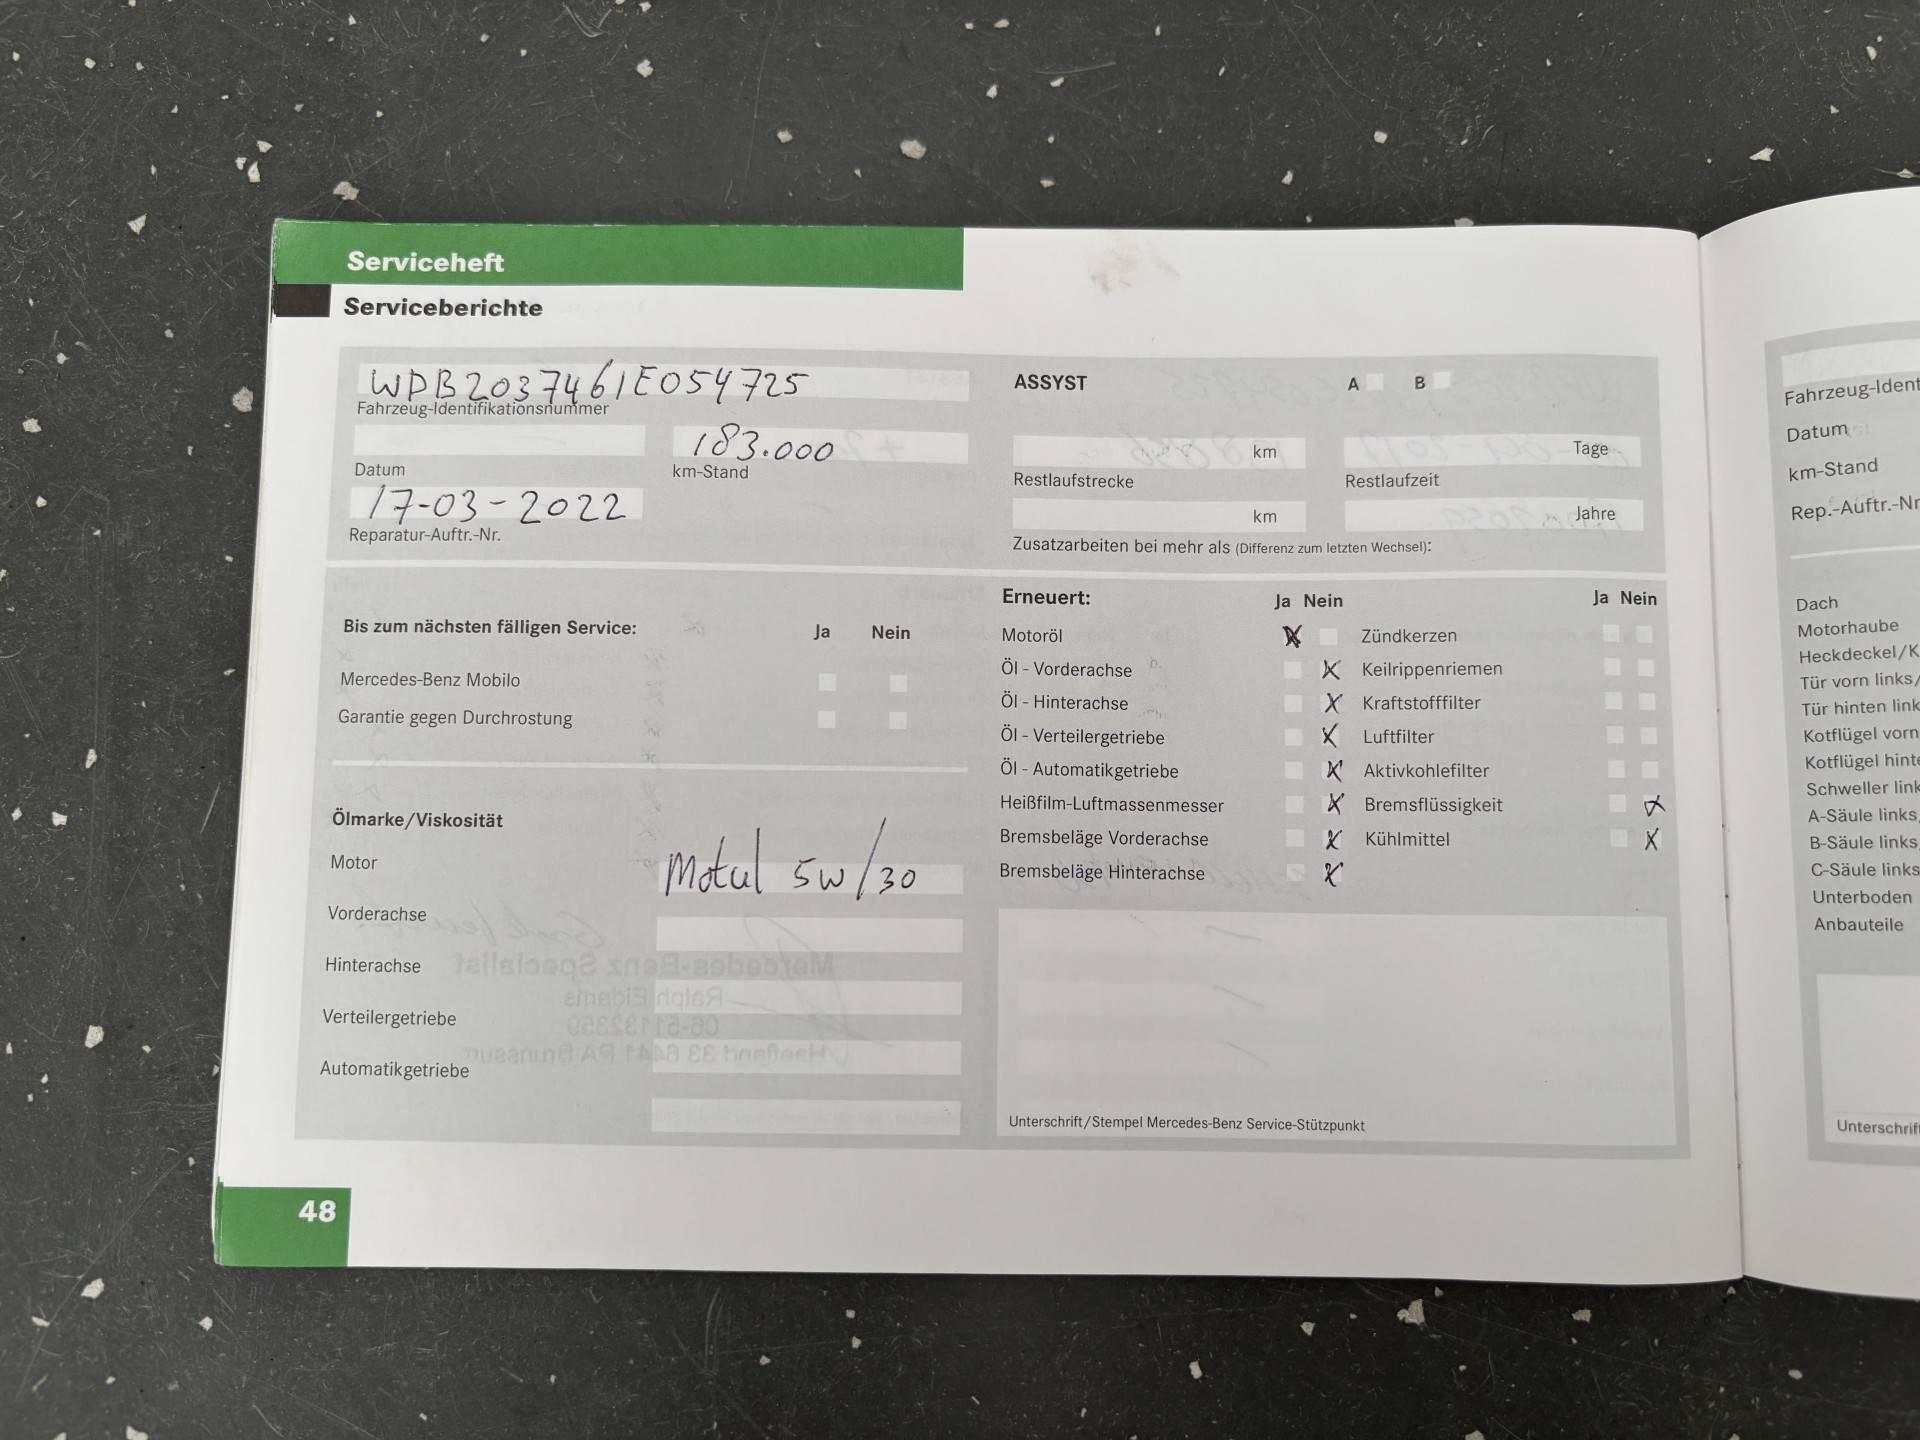 Serviceheft
Serviceberichte
WDB2037461E054725
Fahrzeug-Identifikationsnummer
183.000
Datum
km-Stand
17-03-2022
Reparatur-Auftr.-Nr.
ASSYST A B
km Tage
Restlaufstrecke Restlaufzeit
km Jahre
Zusatzarbeiten bei mehr als (Differenz zum letzten Wechsel):
Bis zum nächsten fälligen Service: Ja Nein
Mercedes-Benz Mobilo
Garantie gegen Durchrostung
Ölmarke/Viskosität
Motor Motul 5W/30
Vorderachse
Hinterachse
Verteilergetriebe
Automatikgetriebe
Erneuert: Ja Nein Ja Nein
Motoröl X Zündkerzen
Öl - Vorderachse X Keilrippenriemen
Öl - Hinterachse X Kraftstofffilter
Öl - Verteilergetriebe X Luftfilter
Öl - Automatikgetriebe X Aktivkohlefilter
Heißfilm-Luftmassenmesser X Bremsflüssigkeit X
Bremsbeläge Vorderachse X Kühlmittel X
Bremsbeläge Hinterachse X
Unterschrift/Stempel Mercedes-Benz Service-Stützpunkt
48
Fahrzeug-Ident
Datum
km-Stand
Rep.-Auftr.-Nr
Dach
Motorhaube
Heckdeckel/K
Tür vorn links/
Tür hinten link
Kotflügel vorn
Kotflügel hinte
Schweller link
A-Säule links,
B-Säule links,
C-Säule links
Unterboden
Anbauteile
Unterschrif